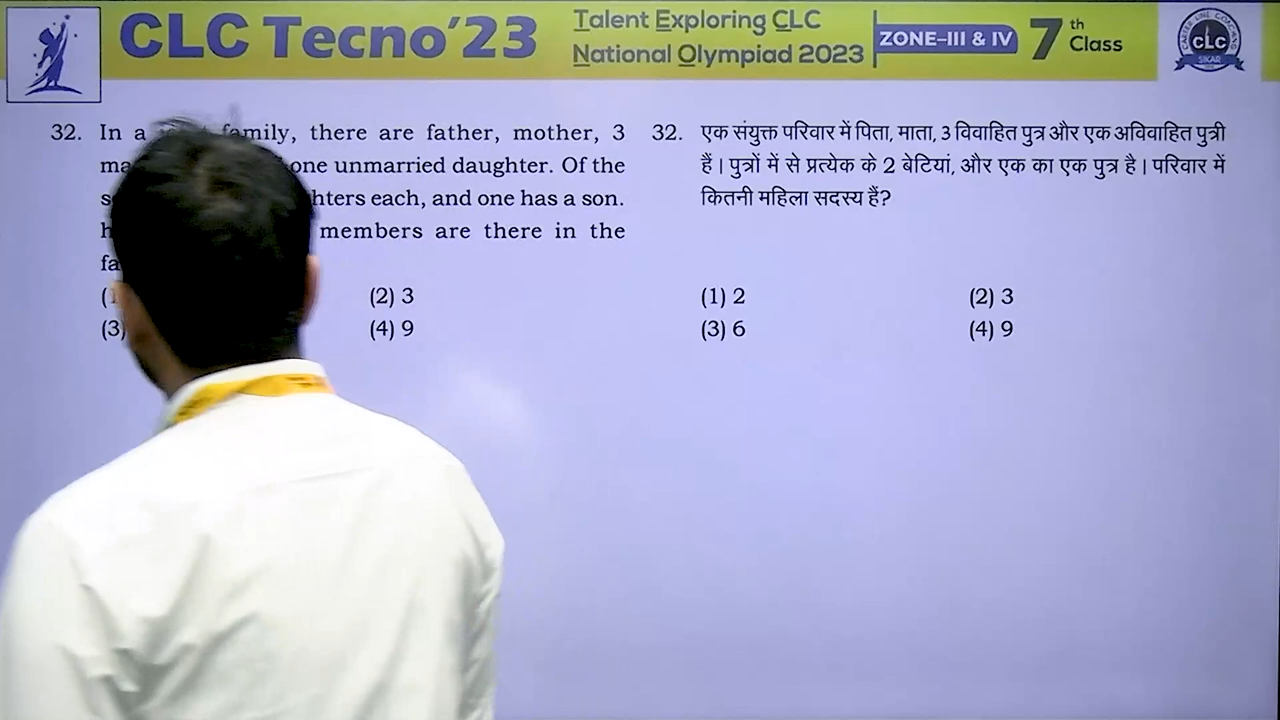 CLC Tecno'23
Talent Exploring CLC
National Olympiad 2023
ZONE–III & IV
7th Class
CLC
SIKAR
32. In a family, there are father, mother, 3
one unmarried daughter. Of the
each, and one has a son.
members are there in the
(2) 3
(3) (4) 9
32. एक संयुक्त परिवार में पिता, माता, 3 विवाहित पुत्र और एक अविवाहित पुत्री
हैं। पुत्रों में से प्रत्येक के 2 बेटियां, और एक का एक पुत्र है। परिवार में
कितनी महिला सदस्य हैं?
(1) 2 (2) 3
(3) 6 (4) 9